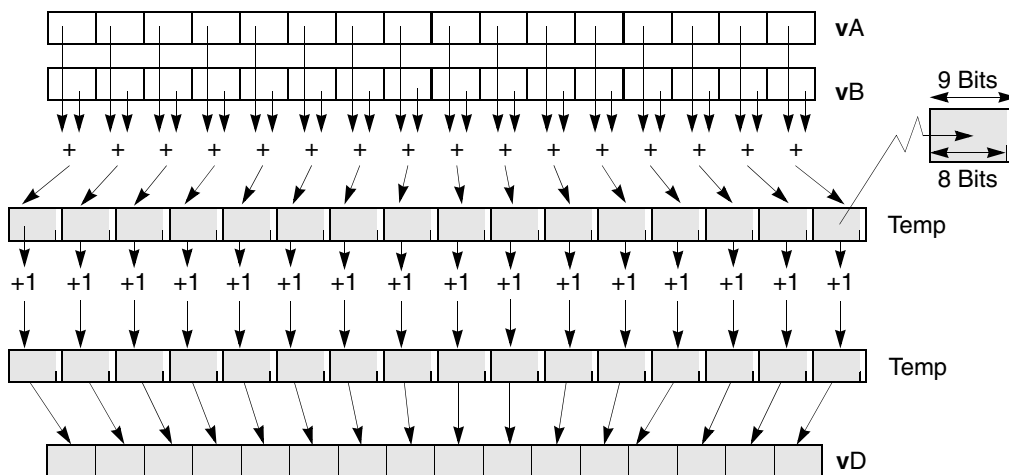 vA
vB
9 Bits
+ + + + + + + + + + + + + + + +
8 Bits
Temp
+1 +1 +1 +1 +1 +1 +1 +1 +1 +1 +1 +1 +1 +1 +1 +1
Temp
vD